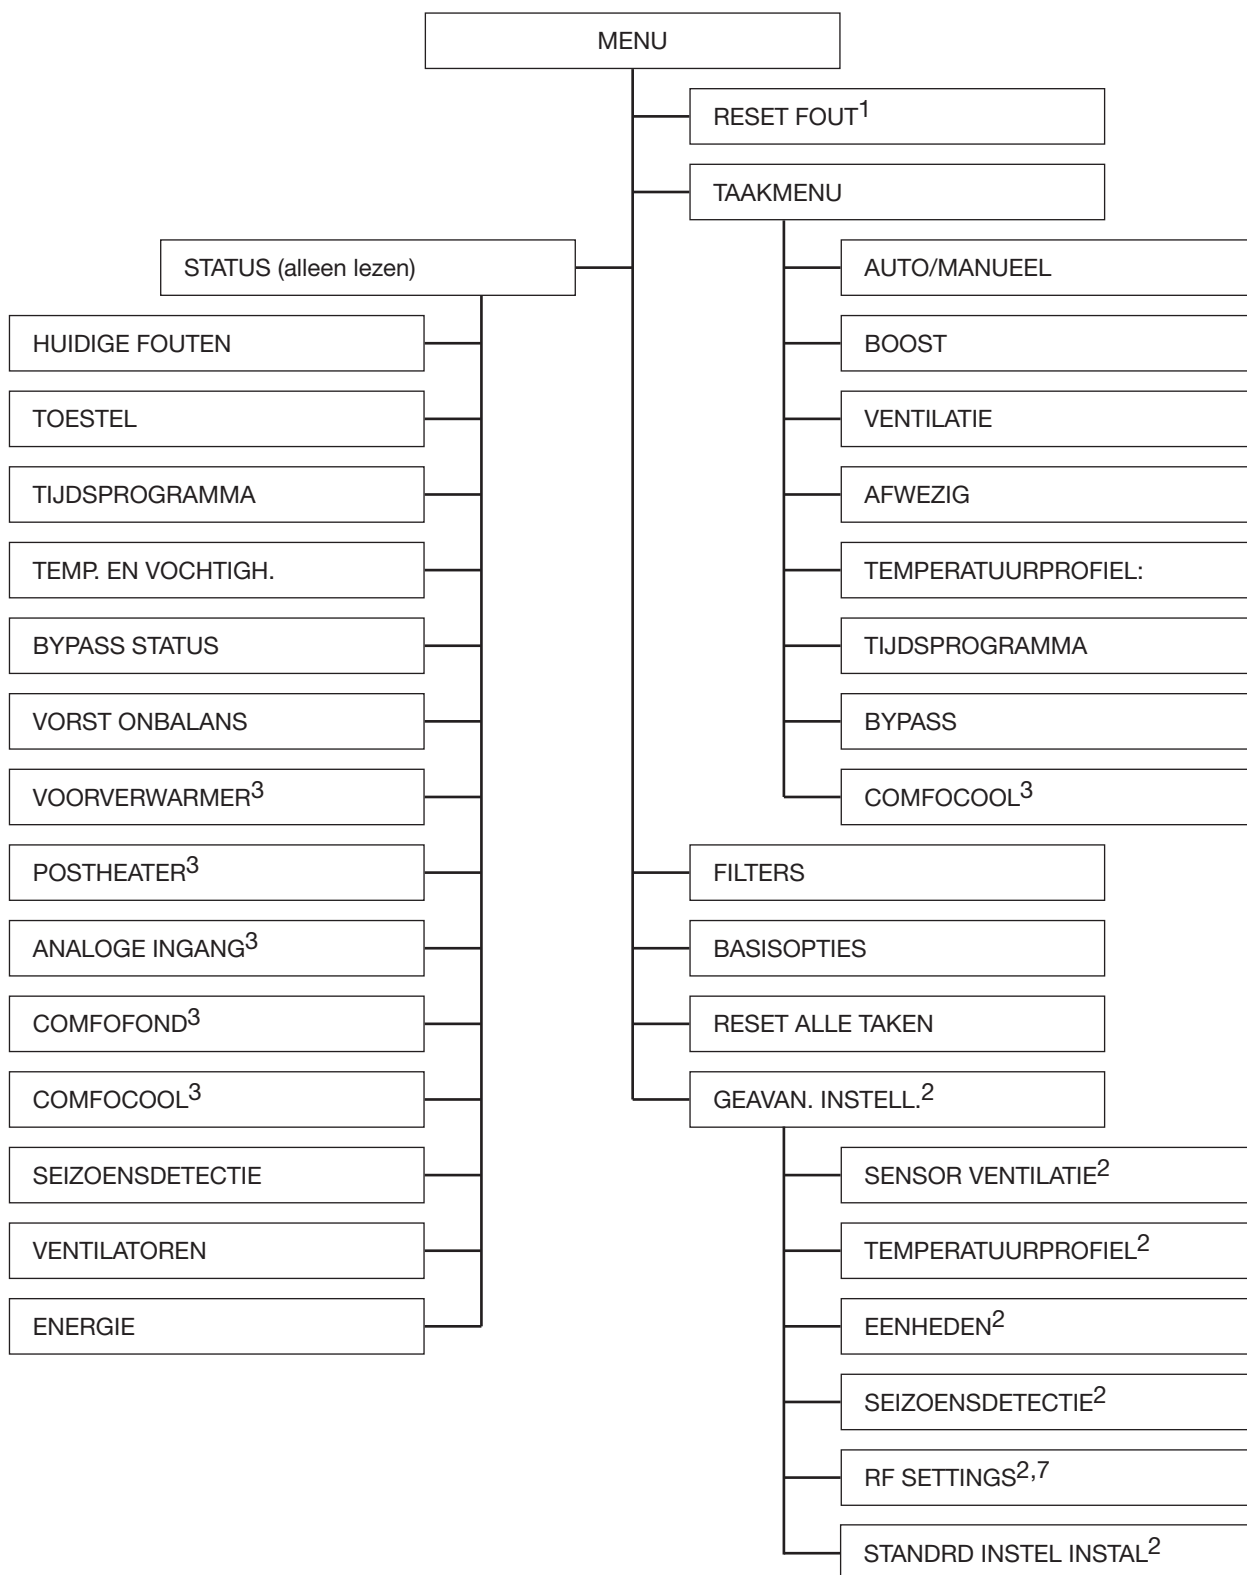 MENU
RESET FOUT1
TAAKMENU
STATUS (alleen lezen)
AUTO/MANUEEL
HUIDIGE FOUTEN
BOOST
TOESTEL
VENTILATIE
TIJDSPROGRAMMA
AFWEZIG
TEMP. EN VOCHTIGH.
TEMPERATUURPROFIEL:
BYPASS STATUS
TIJDSPROGRAMMA
VORST ONBALANS
BYPASS
VOORVERWARMER3
COMFOCOOL3
POSTHEATER3
FILTERS
ANALOGE INGANG3
BASISOPTIES
COMFOFOND3
RESET ALLE TAKEN
COMFOCOOL3
GEAVAN. INSTELL.2
SEIZOENSDETECTIE
SENSOR VENTILATIE2
VENTILATOREN
TEMPERATUURPROFIEL2
ENERGIE
EENHEDEN2
SEIZOENSDETECTIE2
RF SETTINGS2,7
STANDRD INSTEL INSTAL2